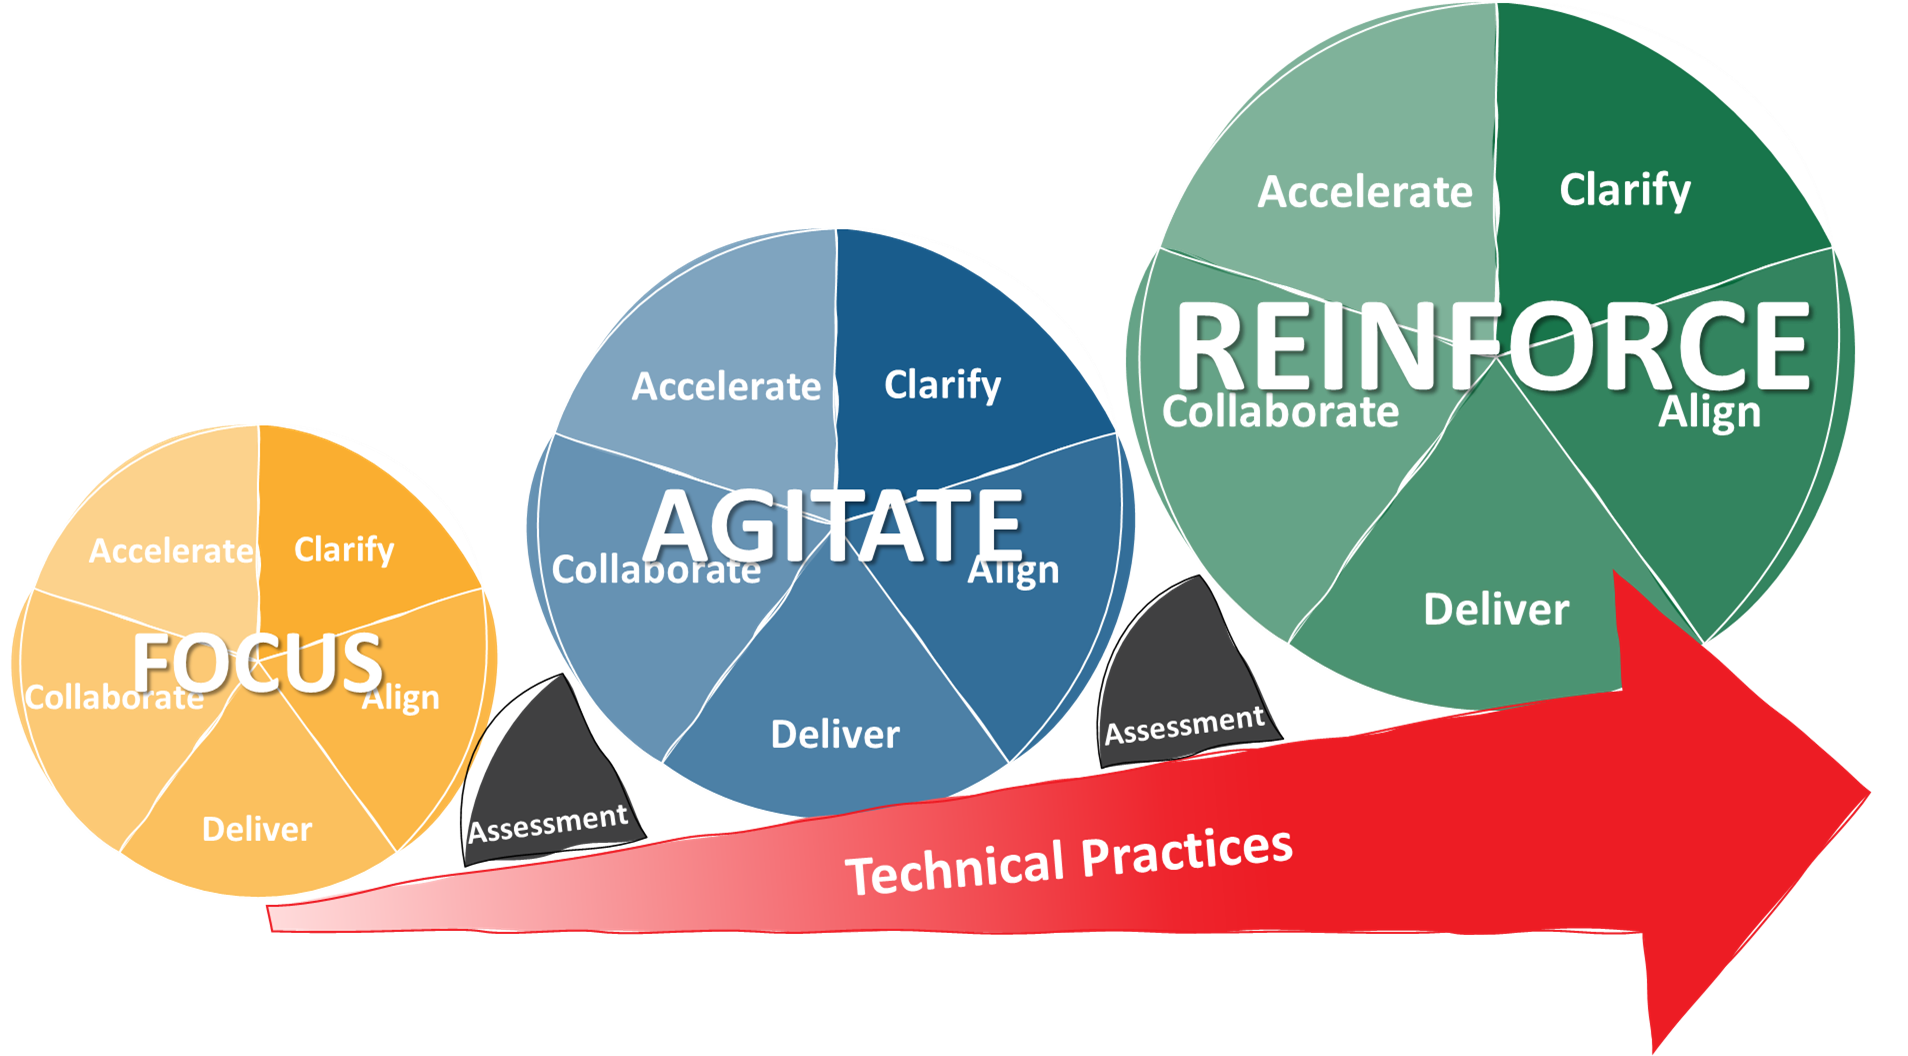 Accelerate
Clarify
FOCUS
Collaborate
Align
Deliver
Assessment
Accelerate
Clarify
AGITATE
Collaborate
Align
Deliver
Assessment
Accelerate
Clarify
REINFORCE
Collaborate
Align
Deliver
Technical Practices